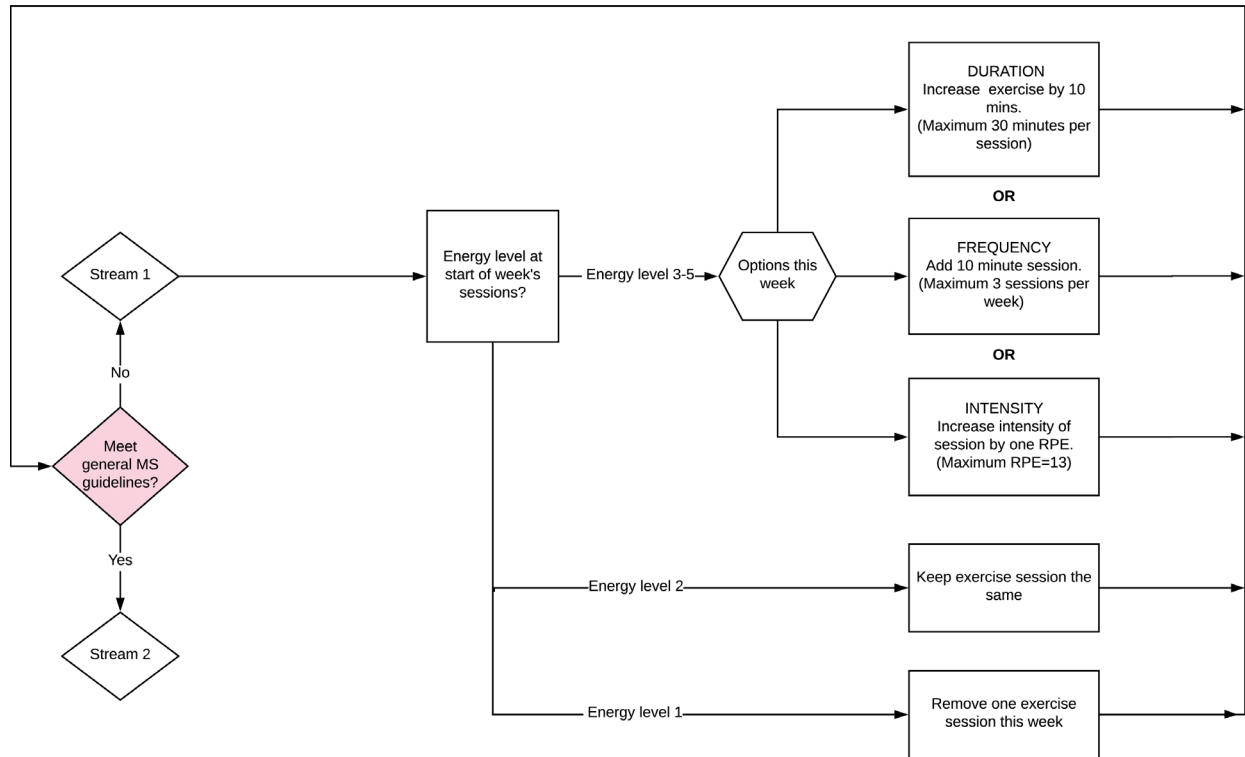 DURATION
Increase exercise by 10
mins.
(Maximum 30 minutes per
session)
OR
Stream 1
Energy level at
start of week's
sessions?
Energy level 3-5
Options this
week
FREQUENCY
Add 10 minute session.
(Maximum 3 sessions per
week)
OR
No
INTENSITY
Increase intensity of
session by one RPE.
(Maximum RPE=13)
Meet
general MS
guidelines?
Yes
Energy level 2
Keep exercise session the
same
Stream 2
Energy level 1
Remove one exercise
session this week